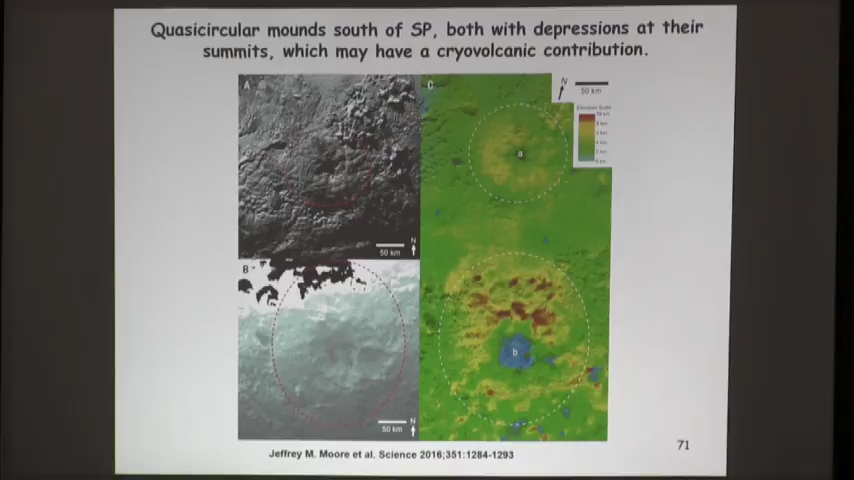 Quasicircular mounds south of SP, both with depressions at their
summits, which may have a cryovolcanic contribution.
A
C
N
50 km
a
N
50 km
B
b
N
50 km
Jeffrey M. Moore et al. Science 2016;351:1284-1293
71